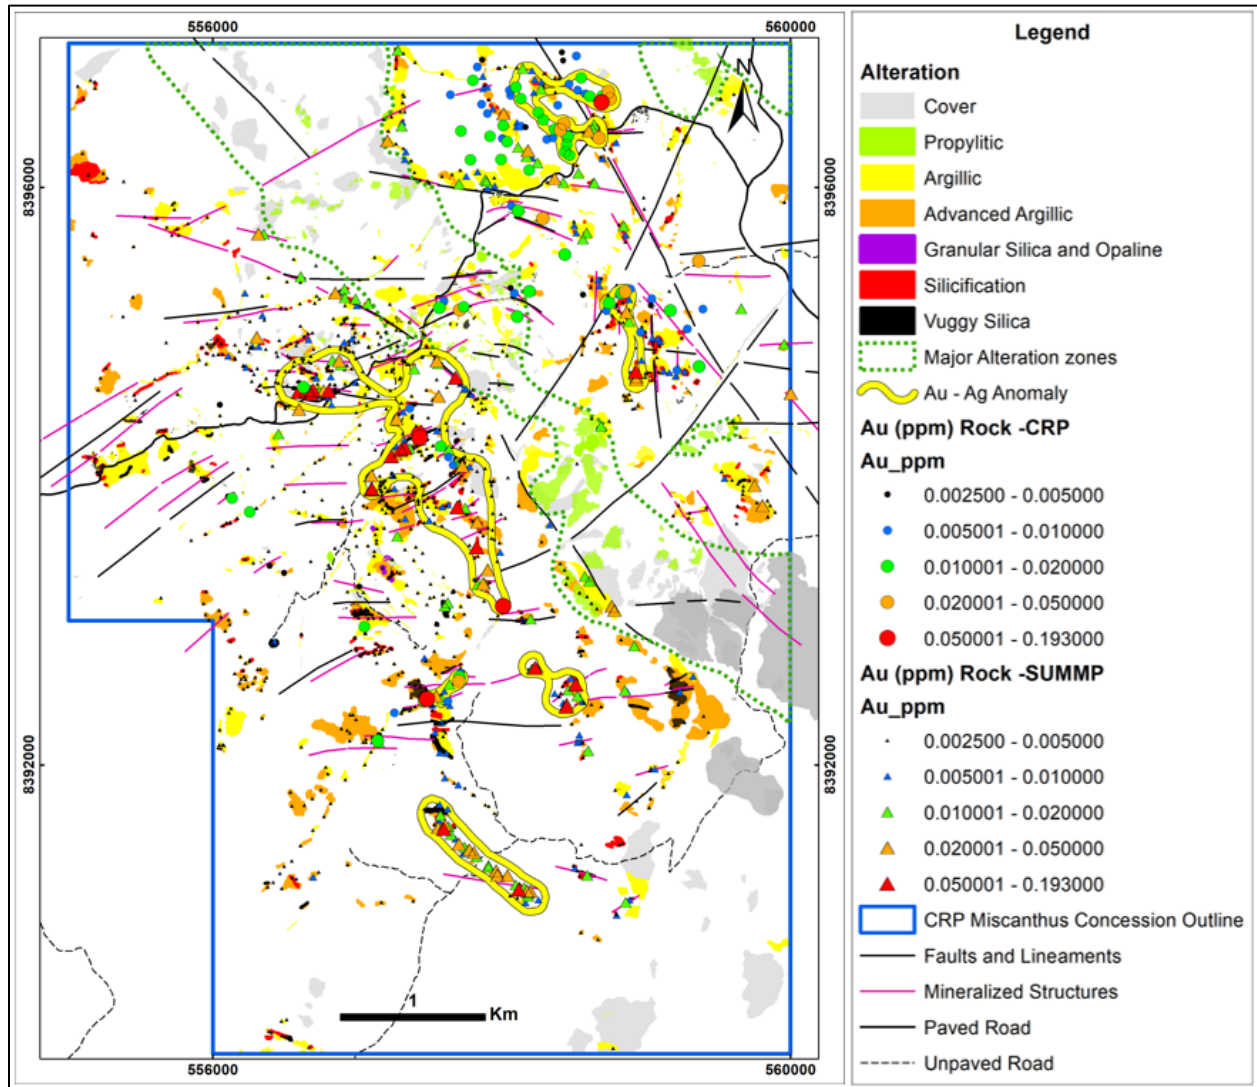 556000
560000
8396000
8396000
8392000
8392000
N
1
Km
556000
560000
Legend
Alteration
Cover
Propylitic
Argillic
Advanced Argillic
Granular Silica and Opaline
Silicification
Vuggy Silica
Major Alteration zones
Au - Ag Anomaly
Au (ppm) Rock -CRP
Au_ppm
0.002500 - 0.005000
0.005001 - 0.010000
0.010001 - 0.020000
0.020001 - 0.050000
0.050001 - 0.193000
Au (ppm) Rock -SUMMP
Au_ppm
0.002500 - 0.005000
0.005001 - 0.010000
0.010001 - 0.020000
0.020001 - 0.050000
0.050001 - 0.193000
CRP Miscanthus Concession Outline
Faults and Lineaments
Mineralized Structures
Paved Road
Unpaved Road